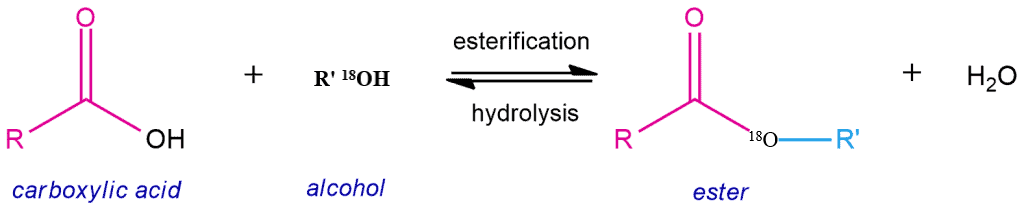 O
OH
R
+
R' ¹⁸OH
esterification
hydrolysis
O
R
¹⁸O
R'
+
H₂O
carboxylic acid
alcohol
ester